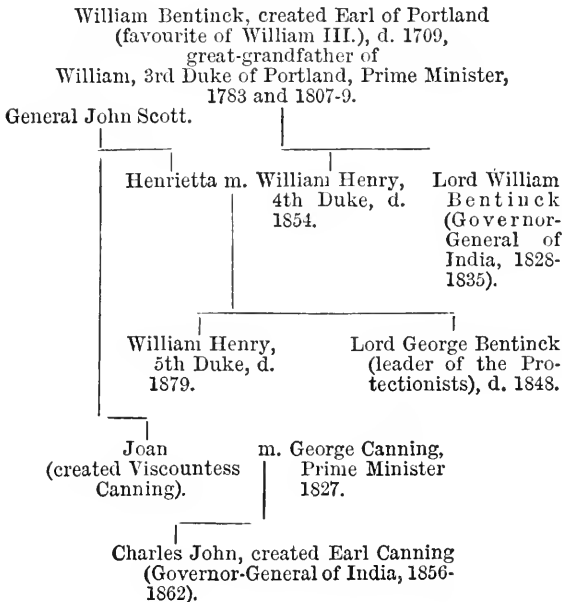 William Bentinck, created Earl of Portland
(favourite of William III.), d. 1709,
great-grandfather of
William, 3rd Duke of Portland, Prime Minister,
1783 and 1807-9.
General John Scott.
Henrietta m. William Henry,
4th Duke, d.
1854.
Lord William
Bentinck
(Governor-
General of
India, 1828-
1835).
William Henry,
5th Duke, d.
1879.
Lord George Bentinck
(leader of the Pro-
tectionists), d. 1848.
Joan
(created Viscountess
Canning).
m. George Canning,
Prime Minister
1827.
Charles John, created Earl Canning
(Governor-General of India, 1856-
1862).